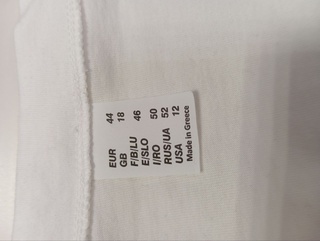 EUR 44
GB 18
F/B/LU 46
E/SLO
I/RO 50
RUS/UA 52
USA 12
Made in Greece